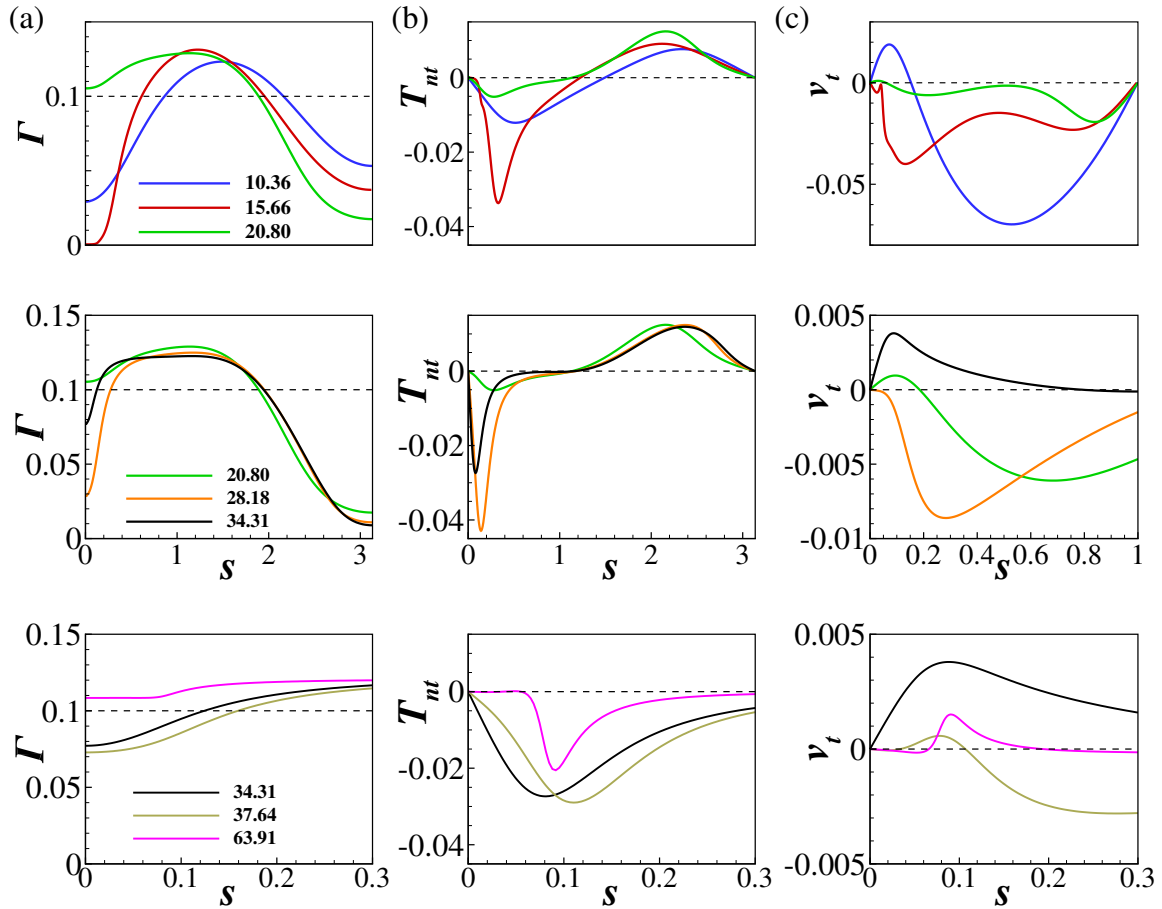 (a) (b) (c)
Γ
0.1
0
10.36
15.66
20.80
T_nt
0
-0.02
-0.04
v_t
0
-0.05
Γ
0.15
0.1
0.05
0
20.80
28.18
34.31
0 1 2 3
s
T_nt
0
-0.02
-0.04
0 1 2 3
s
v_t
0.005
0
-0.005
-0.01
0 0.2 0.4 0.6 0.8 1
s
Γ
0.15
0.1
0.05
0
34.31
37.64
63.91
0 0.1 0.2 0.3
s
T_nt
0
-0.02
-0.04
0 0.1 0.2 0.3
s
v_t
0.005
0
-0.005
0 0.1 0.2 0.3
s